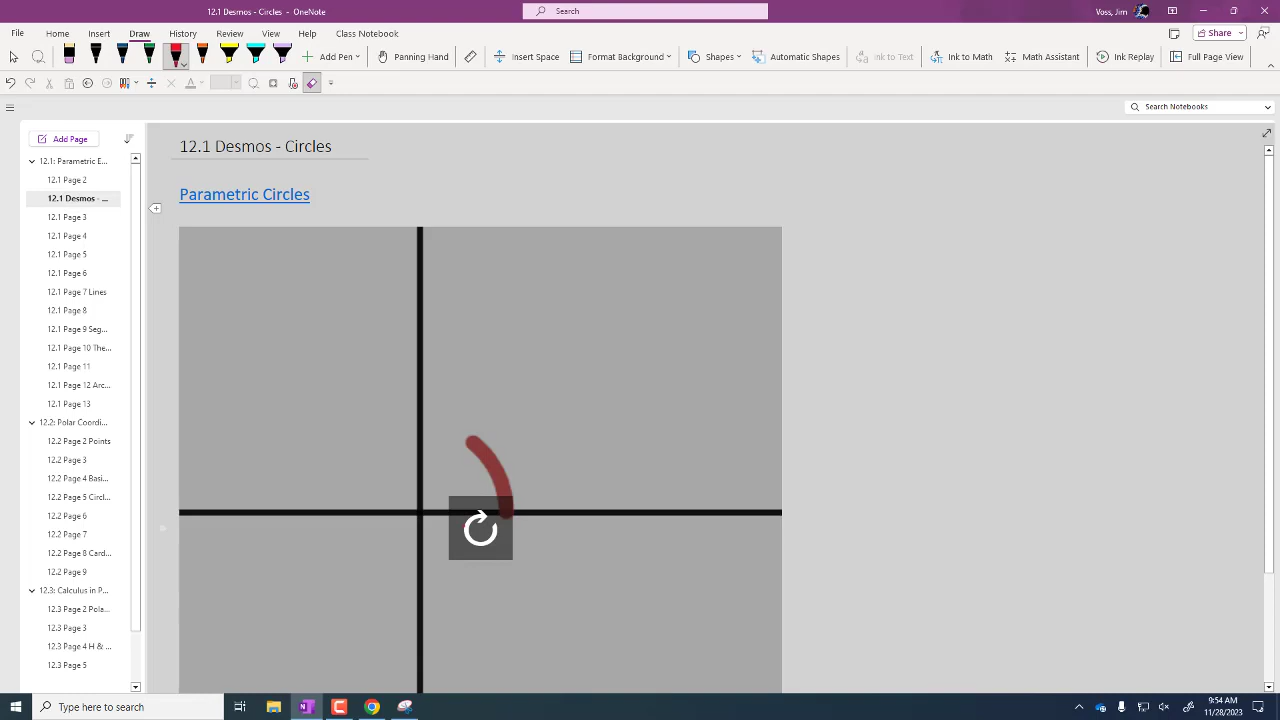 12.1 Desmos - Circles - OneNote
Search
Voss, Jim
File Home Insert Draw History Review View Help Class Notebook
Share
Add Pen
Panning Hand
Insert Space
Format Background
Shapes
Automatic Shapes
Ink to Text
Ink to Math
Math Assistant
Ink Replay
Full Page View
Search Notebooks
Add Page
12.1: Parametric E...
12.1 Page 2
12.1 Desmos - ...
12.1 Page 3
12.1 Page 4
12.1 Page 5
12.1 Page 6
12.1 Page 7 Lines
12.1 Page 8
12.1 Page 9 Seg...
12.1 Page 10 The...
12.1 Page 11
12.1 Page 12 Arc...
12.1 Page 13
12.2: Polar Coordi...
12.2 Page 2 Points
12.2 Page 3
12.2 Page 4 Basi...
12.2 Page 5 Circl...
12.2 Page 6
12.2 Page 7
12.2 Page 8 Card...
12.2 Page 9
12.3: Calculus in P...
12.3 Page 2 Pola...
12.3 Page 3
12.3 Page 4 H & ...
12.3 Page 5
12.1 Desmos - Circles
Parametric Circles
Type here to search
9:54 AM
11/28/2023